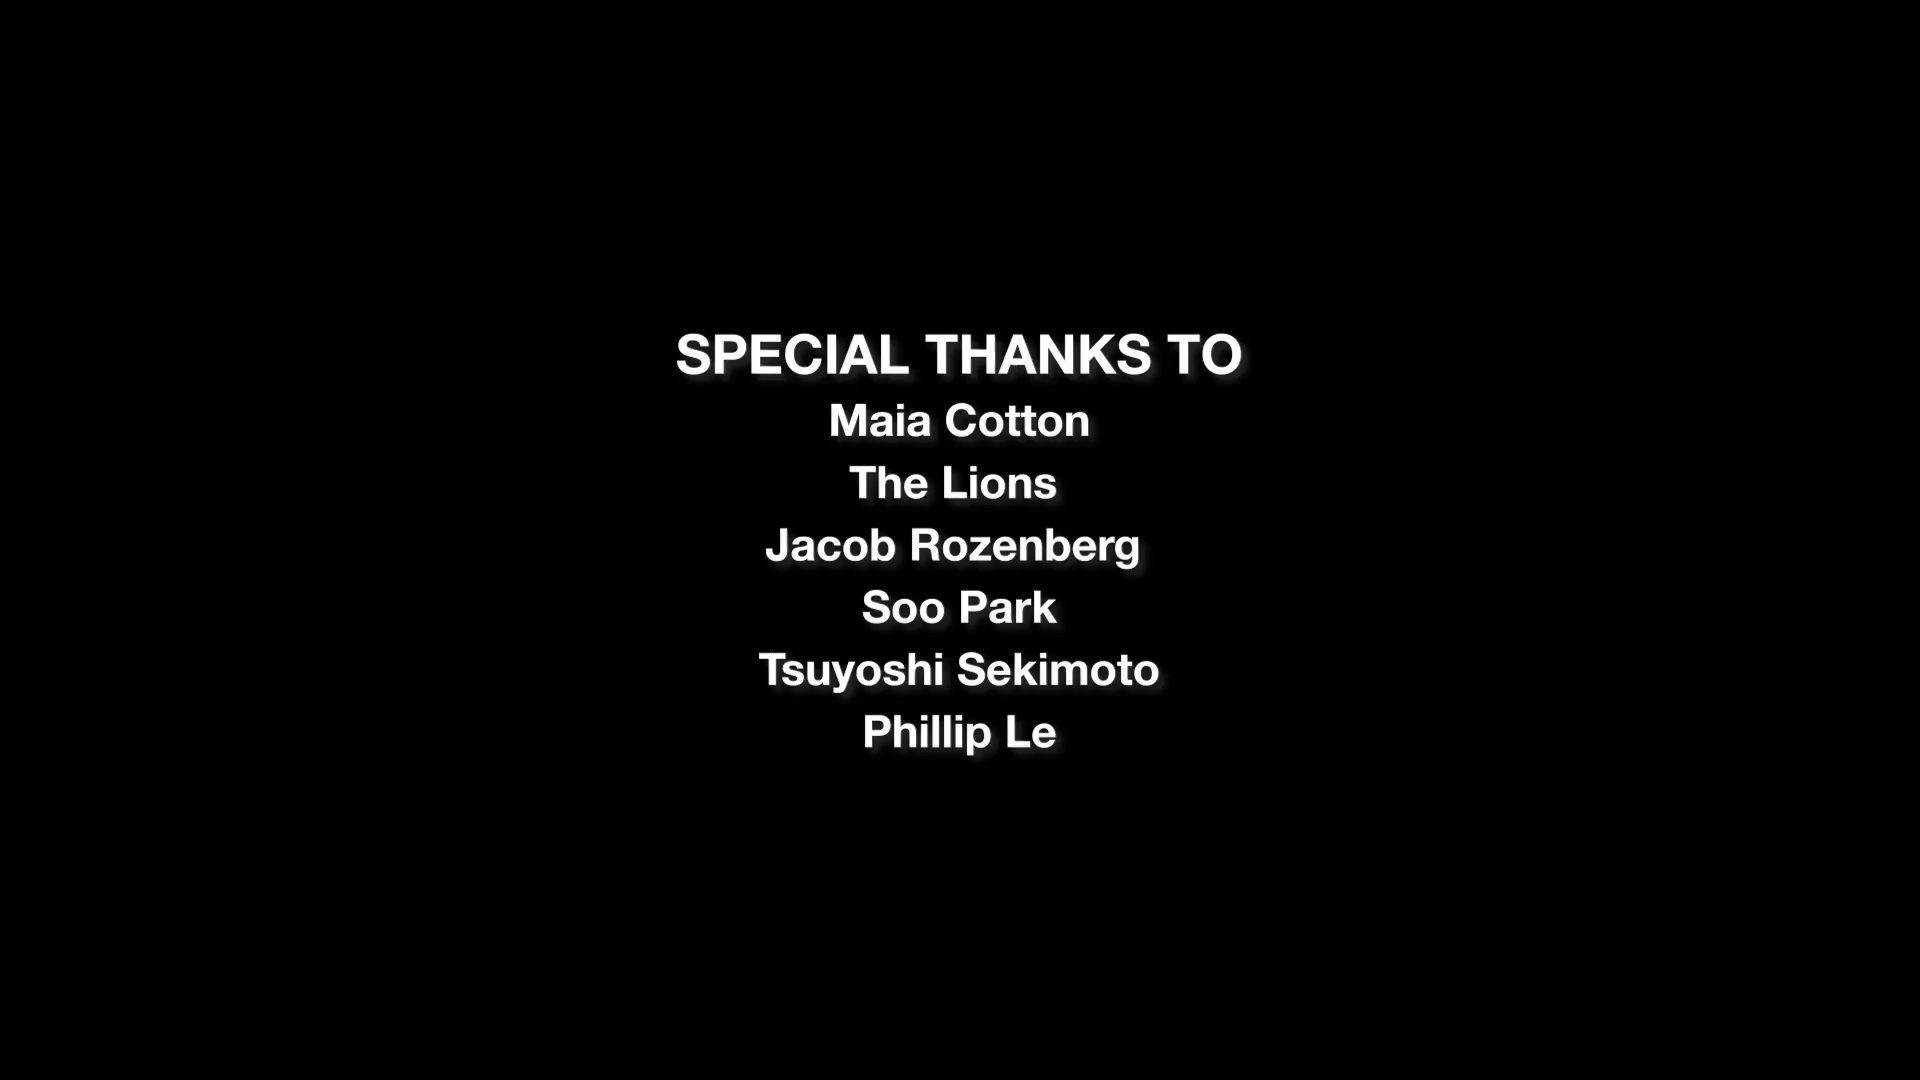 SPECIAL THANKS TO
Maia Cotton
The Lions
Jacob Rozenberg
Soo Park
Tsuyoshi Sekimoto
Phillip Le